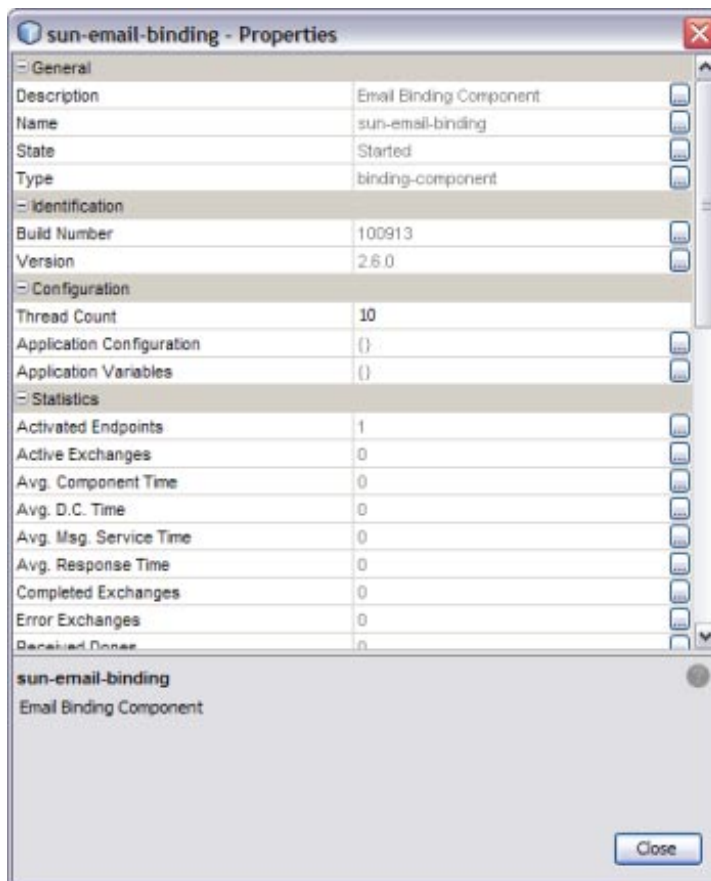 sun-email-binding - Properties
General
Description Email Binding Component
Name sun-email-binding
State Started
Type binding-component
Identification
Build Number 100913
Version 2.6.0
Configuration
Thread Count 10
Application Configuration {}
Application Variables {}
Statistics
Activated Endpoints 1
Active Exchanges 0
Avg. Component Time 0
Avg. D.C. Time 0
Avg. Msg. Service Time 0
Avg. Response Time 0
Completed Exchanges 0
Error Exchanges 0
Received Dones 0
sun-email-binding
Email Binding Component
Close